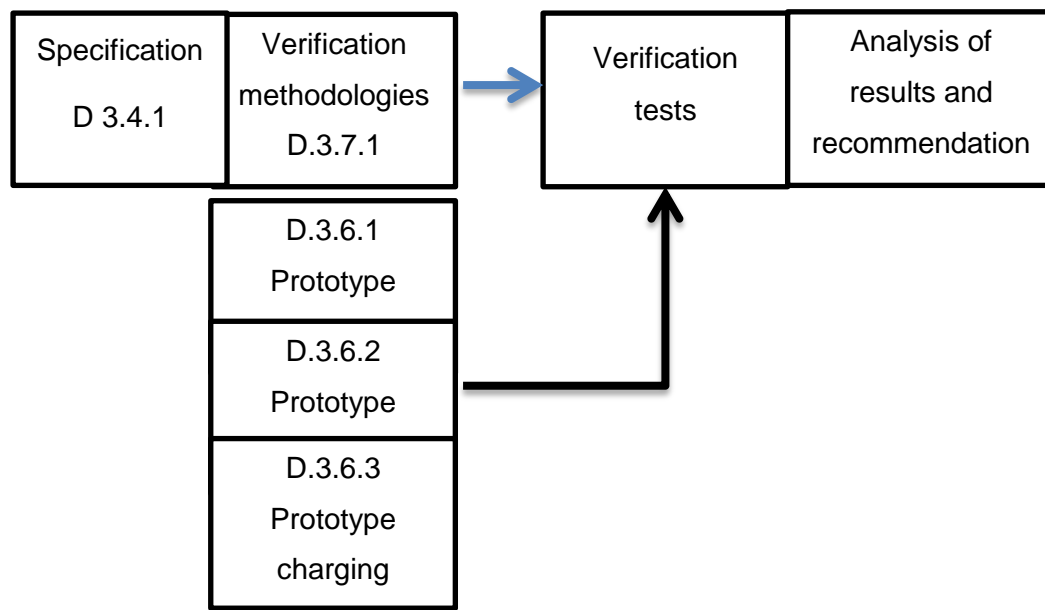 Specification
D 3.4.1
Verification
methodologies
D.3.7.1
Verification
tests
Analysis of
results and
recommendation
D.3.6.1
Prototype
D.3.6.2
Prototype
D.3.6.3
Prototype
charging